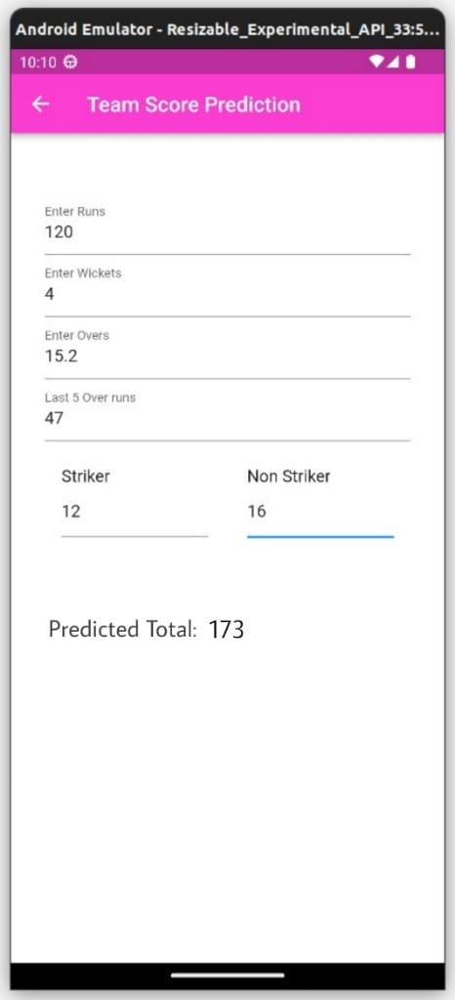 Android Emulator - Resizable_Experimental_API_33:5...
10:10
Team Score Prediction
Enter Runs
120
Enter Wickets
4
Enter Overs
15.2
Last 5 Over runs
47
Striker Non Striker
12 16
Predicted Total: 173